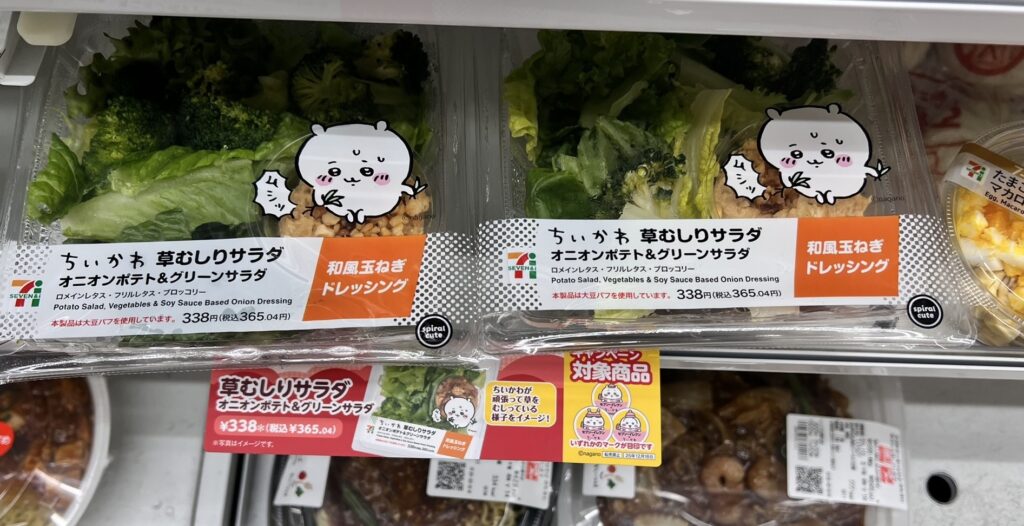 ちいかわ 草むしりサラダ
オニオンポテト&グリーンサラダ
ロメインレタス・フリルレタス・ブロッコリー
Potato Salad, Vegetables & Soy Sauce Based Onion Dressing
本製品は大豆パフを使用しています。 338円(税込365.04円)
和風玉ねぎ
ドレッシング
SEVEN&i
spiral
cute
ちいかわ 草むしりサラダ
オニオンポテト&グリーンサラダ
ロメインレタス・フリルレタス・ブロッコリー
Potato Salad, Vegetables & Soy Sauce Based Onion Dressing
本製品は大豆パフを使用しています。 338円(税込365.04円)
和風玉ねぎ
ドレッシング
SEVEN&i
©nagano
spiral
cute
たまご
マカロ
Egg, Macaro
草むしりサラダ
オニオンポテト&グリーンサラダ
¥338*(税込¥365.04)
※写真はイメージです。
ちいかわが
頑張って草を
むしっている
様子をイメージ!
対象商品
いずれかのマークが目印です
©nagano